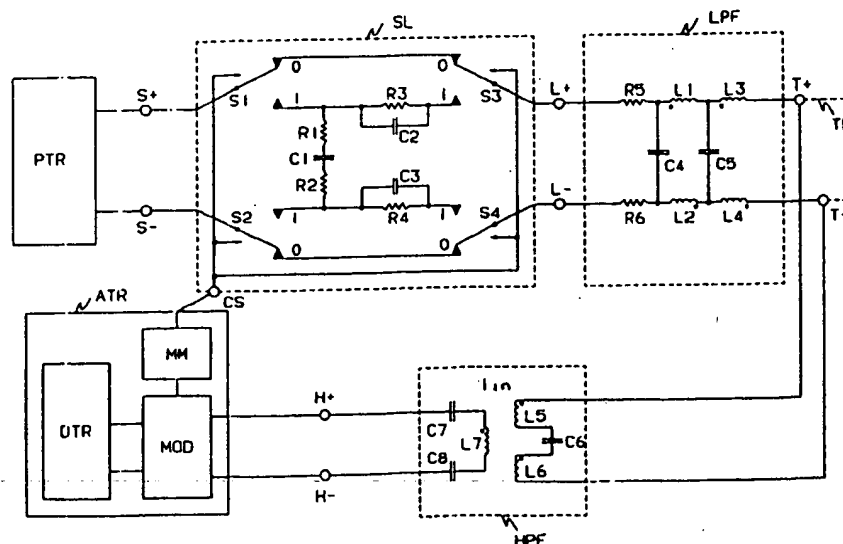 SL
LPF
0
0
S+
S1
S3
L+
R5
L1
L3
T+
1
R3
1
R1
C2
PTR
C1
C4
C5
C3
R2
S-
S2
1
R4
1
S4
L-
R6
L2
L4
0
0
ATR
CS
MM
DTR
MOD
H+
H-
1:n
C7
L7
C8
L5
C6
L6
HPF